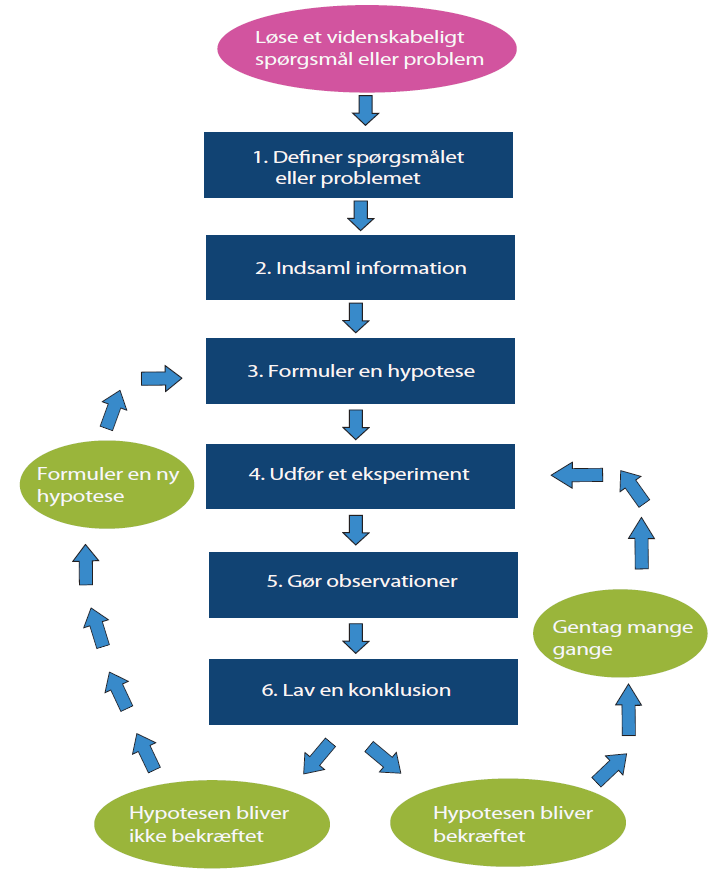 Løse et videnskabeligt
spørgsmål eller problem
1. Definer spørgsmålet
eller problemet
2. Indsaml information
3. Formuler en hypotese
4. Udfør et eksperiment
5. Gør observationer
6. Lav en konklusion
Formuler en ny
hypotese
Gentag mange
gange
Hypotesen bliver
ikke bekræftet
Hypotesen bliver
bekræftet